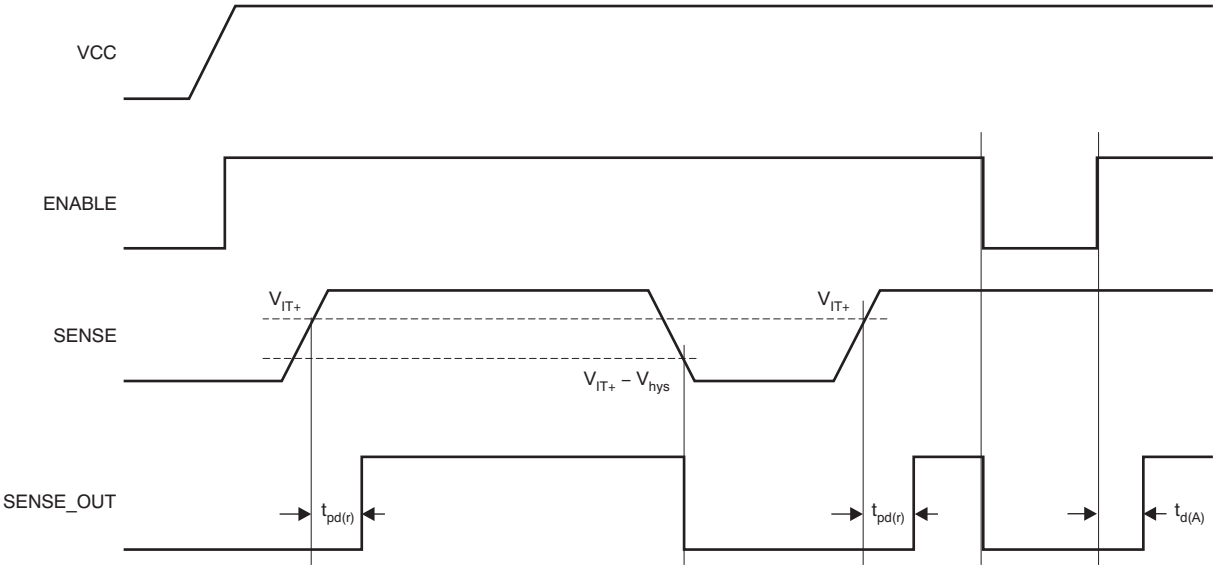 VCC
ENABLE
V_IT+
V_IT+
SENSE
V_IT+ – V_hys
SENSE_OUT
t_pd(r)
t_pd(r)
t_d(A)